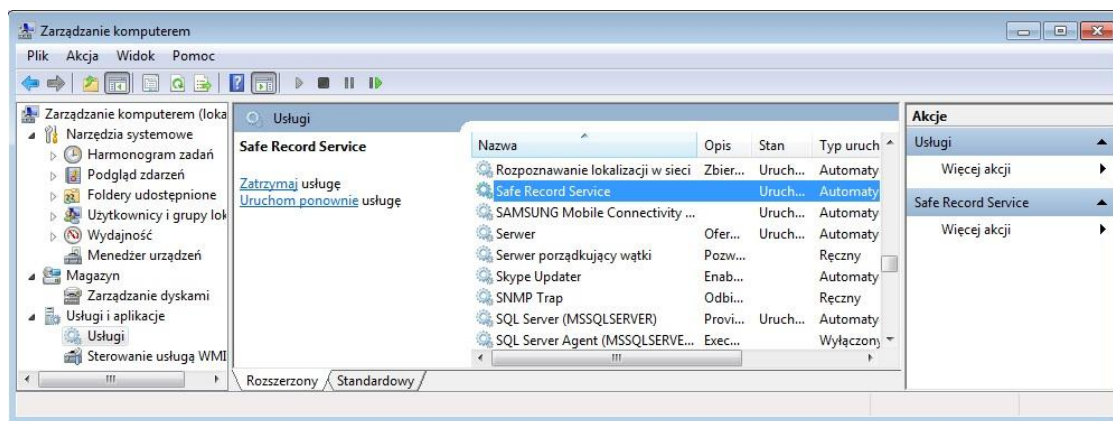 Zarządzanie komputerem
Plik Akcja Widok Pomoc
Zarządzanie komputerem (loka
Narzędzia systemowe
Harmonogram zadań
Podgląd zdarzeń
Foldery udostępnione
Użytkownicy i grupy lok
Wydajność
Menedżer urządzeń
Magazyn
Zarządzanie dyskami
Usługi i aplikacje
Usługi
Sterowanie usługą WMI
Usługi
Safe Record Service
Zatrzymaj usługę
Uruchom ponownie usługę
Nazwa Opis Stan Typ uruch
Rozpoznawanie lokalizacji w sieci Zbier... Uruch... Automaty
Safe Record Service Uruch... Automaty
SAMSUNG Mobile Connectivity ... Uruch... Automaty
Serwer Ofer... Uruch... Automaty
Serwer porządkujący wątki Pozw... Ręczny
Skype Updater Enab... Automaty
SNMP Trap Odbi... Ręczny
SQL Server (MSSQLSERVER) Provi... Uruch... Automaty
SQL Server Agent (MSSQLSERVE... Exec... Wyłączony
Rozszerzony Standardowy
Akcje
Usługi
Więcej akcji
Safe Record Service
Więcej akcji